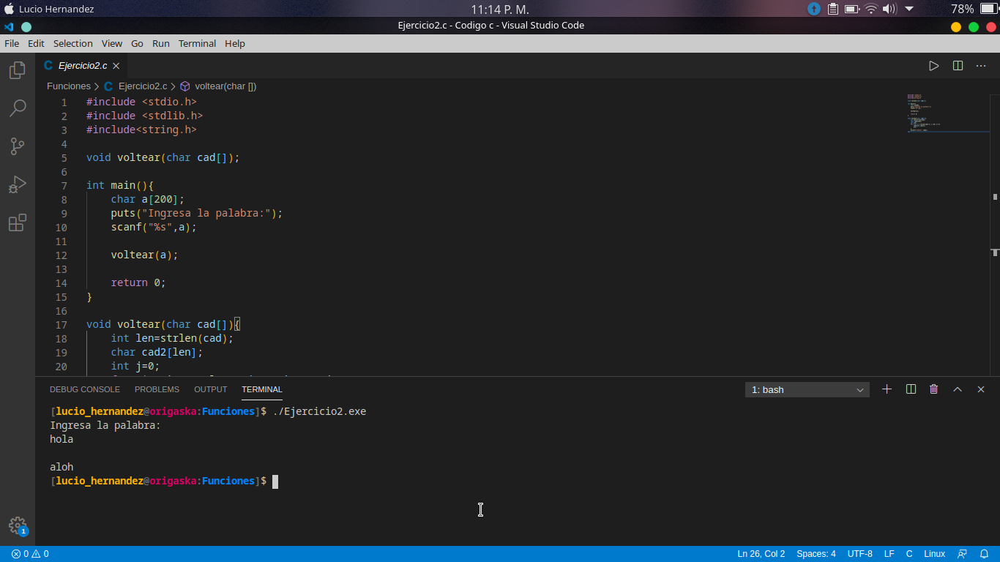 Lucio Hernandez 11:14 P. M. 78%
Ejercicio2.c - Codigo c - Visual Studio Code
File Edit Selection View Go Run Terminal Help
C Ejercicio2.c
Funciones > C Ejercicio2.c > voltear(char [])
1 #include <stdio.h>
2 #include <stdlib.h>
3 #include<string.h>
4
5 void voltear(char cad[]);
6
7 int main(){
8 char a[200];
9 puts("Ingresa la palabra:");
10 scanf("%s",a);
11
12 voltear(a);
13
14 return 0;
15 }
16
17 void voltear(char cad[]){
18 int len=strlen(cad);
19 char cad2[len];
20 int j=0;
DEBUG CONSOLE PROBLEMS OUTPUT TERMINAL 1: bash
[lucio_hernandez@origaska:Funciones]$ ./Ejercicio2.exe
Ingresa la palabra:
hola
aloh
[lucio_hernandez@origaska:Funciones]$
1
0 0 Ln 26, Col 2 Spaces: 4 UTF-8 LF C Linux